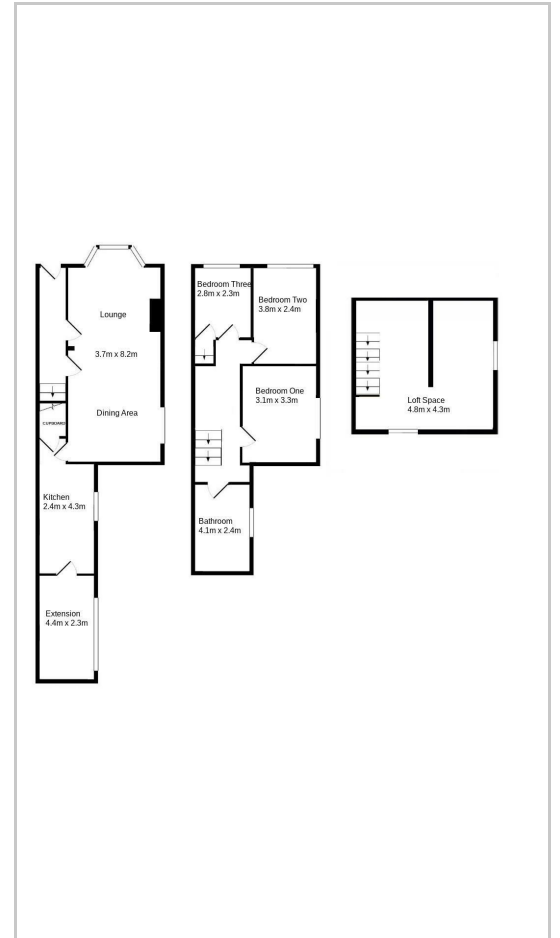 Lounge
3.7m x 8.2m
Dining Area
CUPBOARD
Kitchen
2.4m x 4.3m
Extension
4.4m x 2.3m
Bedroom Three
2.8m x 2.3m
Bedroom Two
3.8m x 2.4m
Bedroom One
3.1m x 3.3m
Bathroom
4.1m x 2.4m
Loft Space
4.8m x 4.3m